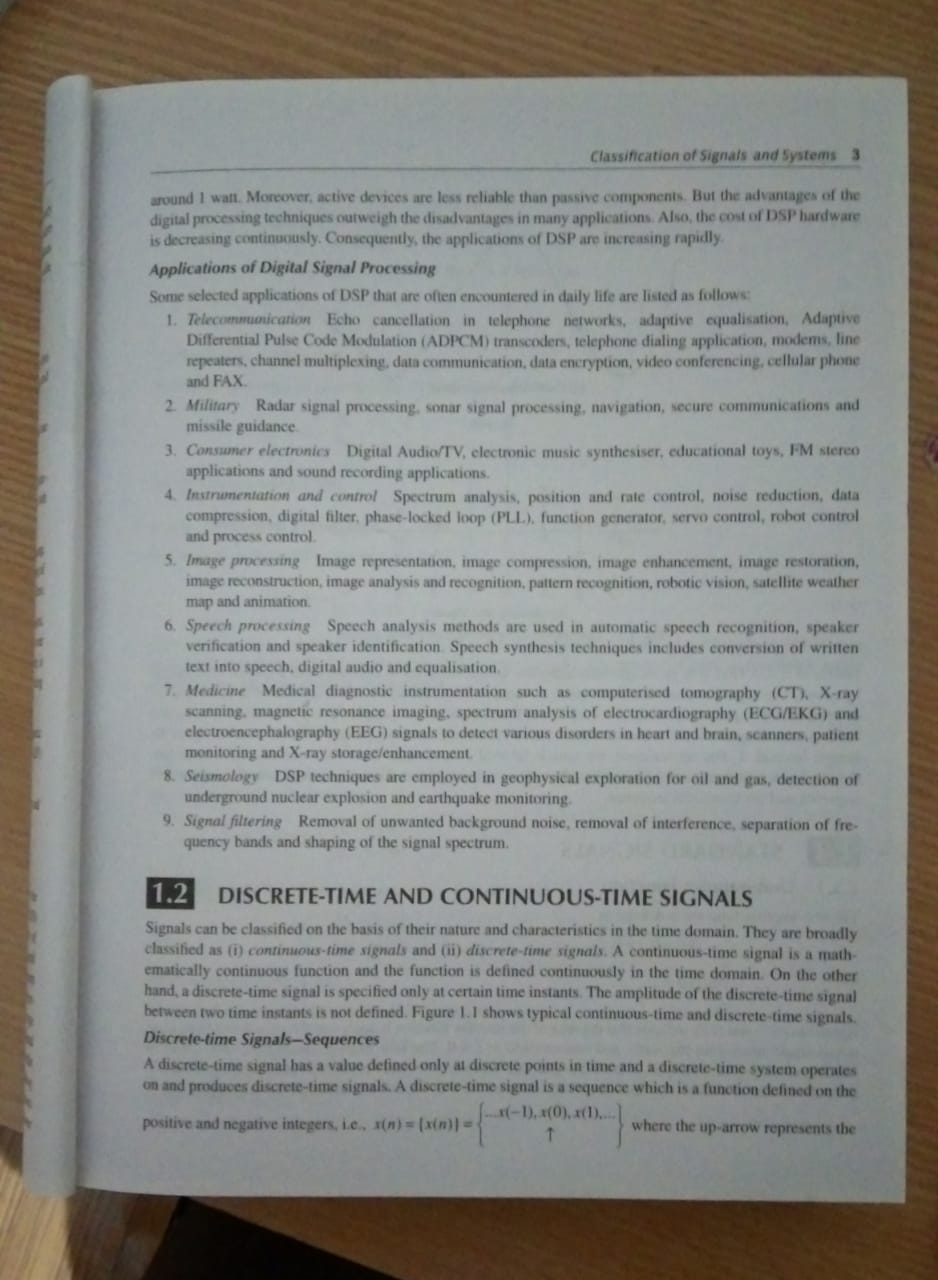 Classification of Signals and Systems 3
around 1 watt. Moreover, active devices are less reliable than passive components. But the advantages of the
digital processing techniques outweigh the disadvantages in many applications. Also, the cost of DSP hardware
is decreasing continuously. Consequently, the applications of DSP are increasing rapidly.
Applications of Digital Signal Processing
Some selected applications of DSP that are often encountered in daily life are listed as follows:
1. Telecommunication Echo cancellation in telephone networks, adaptive equalisation, Adaptive
Differential Pulse Code Modulation (ADPCM) transcoders, telephone dialing application, modems, line
repeaters, channel multiplexing, data communication, data encryption, video conferencing, cellular phone
and FAX.
2. Military Radar signal processing, sonar signal processing, navigation, secure communications and
missile guidance.
3. Consumer electronics Digital Audio/TV, electronic music synthesiser, educational toys, FM stereo
applications and sound recording applications.
4. Instrumentation and control Spectrum analysis, position and rate control, noise reduction, data
compression, digital filter, phase-locked loop (PLL), function generator, servo control, robot control
and process control.
5. Image processing Image representation, image compression, image enhancement, image restoration,
image reconstruction, image analysis and recognition, pattern recognition, robotic vision, satellite weather
map and animation.
6. Speech processing Speech analysis methods are used in automatic speech recognition, speaker
verification and speaker identification. Speech synthesis techniques includes conversion of written
text into speech, digital audio and equalisation.
7. Medicine Medical diagnostic instrumentation such as computerised tomography (CT), X-ray
scanning, magnetic resonance imaging, spectrum analysis of electrocardiography (ECG/EKG) and
electroencephalography (EEG) signals to detect various disorders in heart and brain, scanners, patient
monitoring and X-ray storage/enhancement.
8. Seismology DSP techniques are employed in geophysical exploration for oil and gas, detection of
underground nuclear explosion and earthquake monitoring.
9. Signal filtering Removal of unwanted background noise, removal of interference, separation of fre-
quency bands and shaping of the signal spectrum.
1.2 DISCRETE-TIME AND CONTINUOUS-TIME SIGNALS
Signals can be classified on the basis of their nature and characteristics in the time domain. They are broadly
classified as (i) continuous-time signals and (ii) discrete-time signals. A continuous-time signal is a math-
ematically continuous function and the function is defined continuously in the time domain. On the other
hand, a discrete-time signal is specified only at certain time instants. The amplitude of the discrete-time signal
between two time instants is not defined. Figure 1.1 shows typical continuous-time and discrete-time signals.
Discrete-time Signals—Sequences
A discrete-time signal has a value defined only at discrete points in time and a discrete-time system operates
on and produces discrete-time signals. A discrete-time signal is a sequence which is a function defined on the
positive and negative integers, i.e., x(n) = [x(n)] = {...x(−1), x(0), x(1),... ↑} where the up-arrow represents the